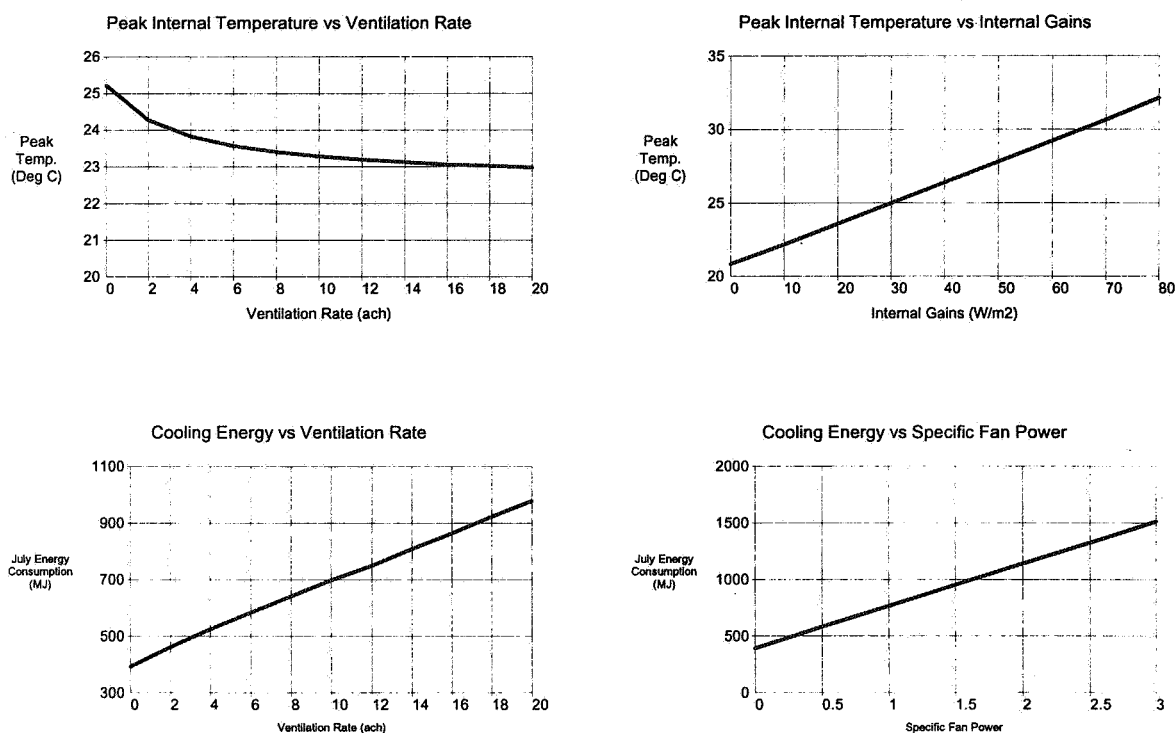 Peak Internal Temperature vs Ventilation Rate
26
25
24
23
22
21
20
Peak
Temp.
(Deg C)
0 2 4 6 8 10 12 14 16 18 20
Ventilation Rate (ach)
Peak Internal Temperature vs Internal Gains
35
30
25
20
Peak
Temp.
(Deg C)
0 10 20 30 40 50 60 70 80
Internal Gains (W/m2)
Cooling Energy vs Ventilation Rate
1100
900
700
500
300
July Energy
Consumption
(MJ)
0 2 4 6 8 10 12 14 16 18 20
Ventilation Rate (ach)
Cooling Energy vs Specific Fan Power
2000
1500
1000
500
0
July Energy
Consumption
(MJ)
0 0.5 1 1.5 2 2.5 3
Specific Fan Power